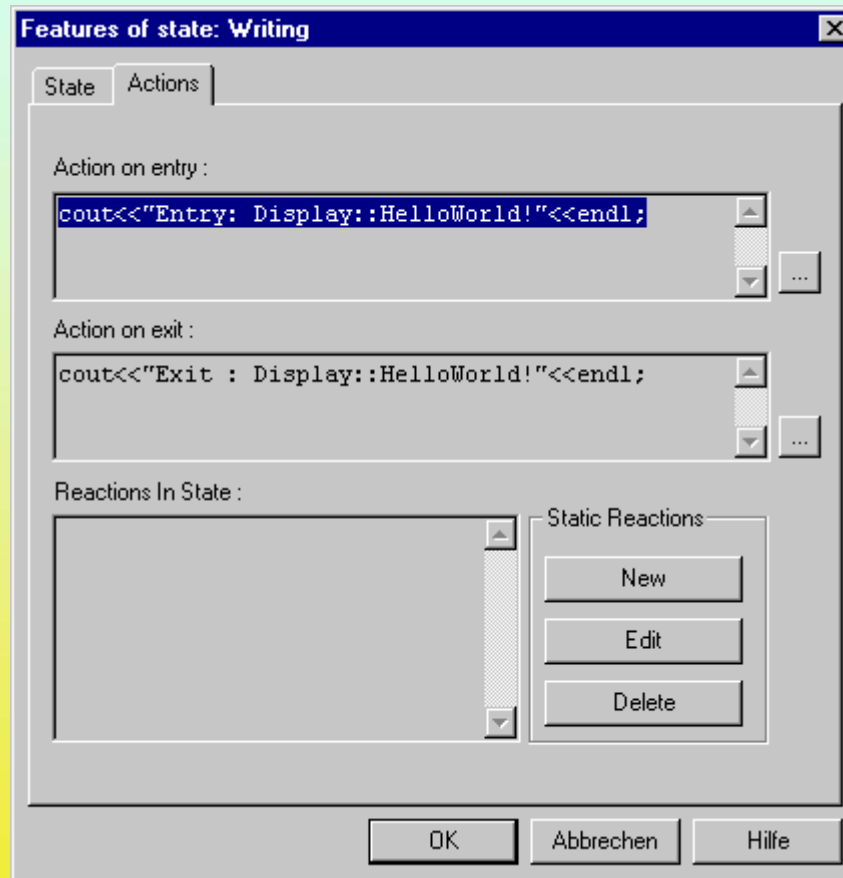 Features of state: Writing
State Actions
Action on entry :
cout<<"Entry: Display::HelloWorld!"<<endl;
...
Action on exit :
cout<<"Exit : Display::HelloWorld!"<<endl;
...
Reactions In State :
Static Reactions
New
Edit
Delete
OK Abbrechen Hilfe